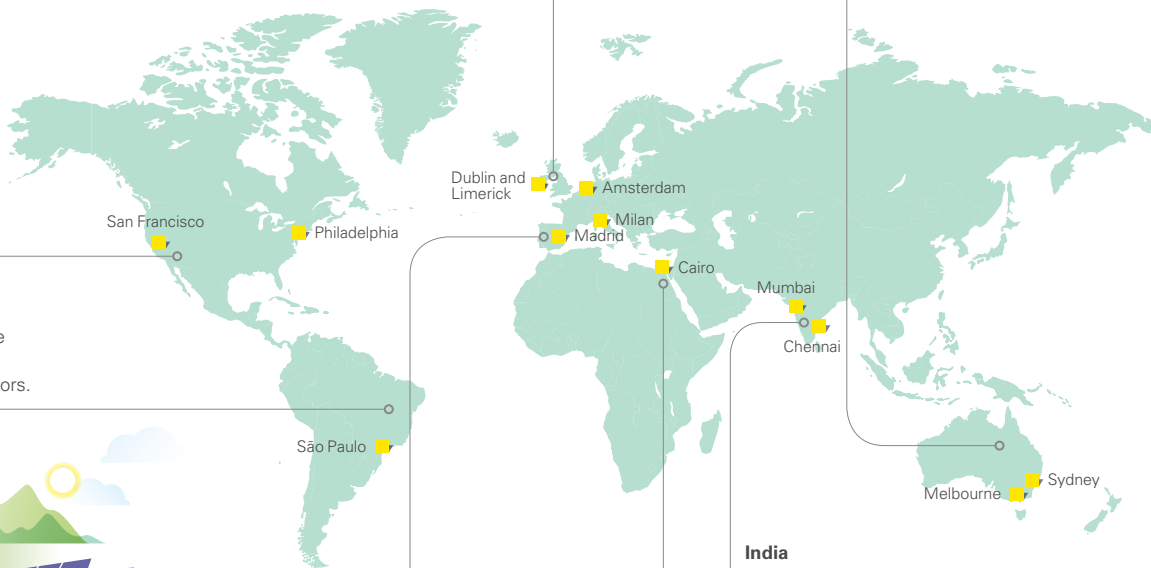 Dublin and
Limerick
Amsterdam
San Francisco
Philadelphia
Milan
Madrid
Cairo
Mumbai
Chennai
e
ors.
São Paulo
Sydney
Melbourne
India